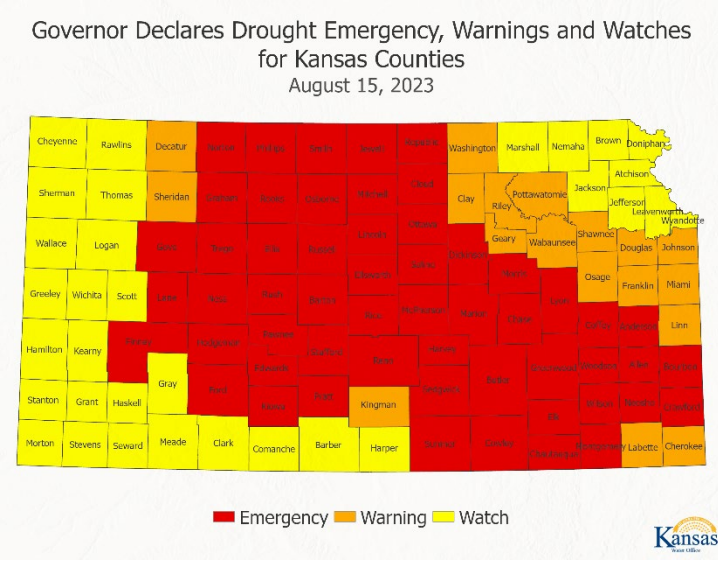 Governor Declares Drought Emergency, Warnings and Watches
for Kansas Counties
August 15, 2023
Cheyenne Rawlins Decatur Norton Phillips Smith Jewell Republic Washington Marshall Nemaha Brown Doniphan
Atchison
Sherman Thomas Sheridan Graham Rooks Osborne Mitchell Cloud Clay Riley Pottawatomie Jackson
Jefferson
Leavenworth
Wyandotte
Wallace Logan Gove Trego Ellis Russell Lincoln Ottawa Dickinson Geary Wabaunsee Shawnee Douglas Johnson
Saline Morris Osage
Greeley Wichita Scott Lane Ness Rush Barton Ellsworth Franklin Miami
Rice McPherson Marion Chase Lyon Coffey Anderson Linn
Hamilton Kearny Finney Hodgeman Pawnee Stafford Reno Harvey
Gray Edwards Butler Greenwood Woodson Allen Bourbon
Stanton Grant Haskell Ford Kiowa Pratt Kingman Sedgwick Elk Wilson Neosho Crawford
Morton Stevens Seward Meade Clark Comanche Barber Harper Sumner Cowley Chautauqua Montgomery Labette Cherokee
Emergency Warning Watch
Kansas
Water Office